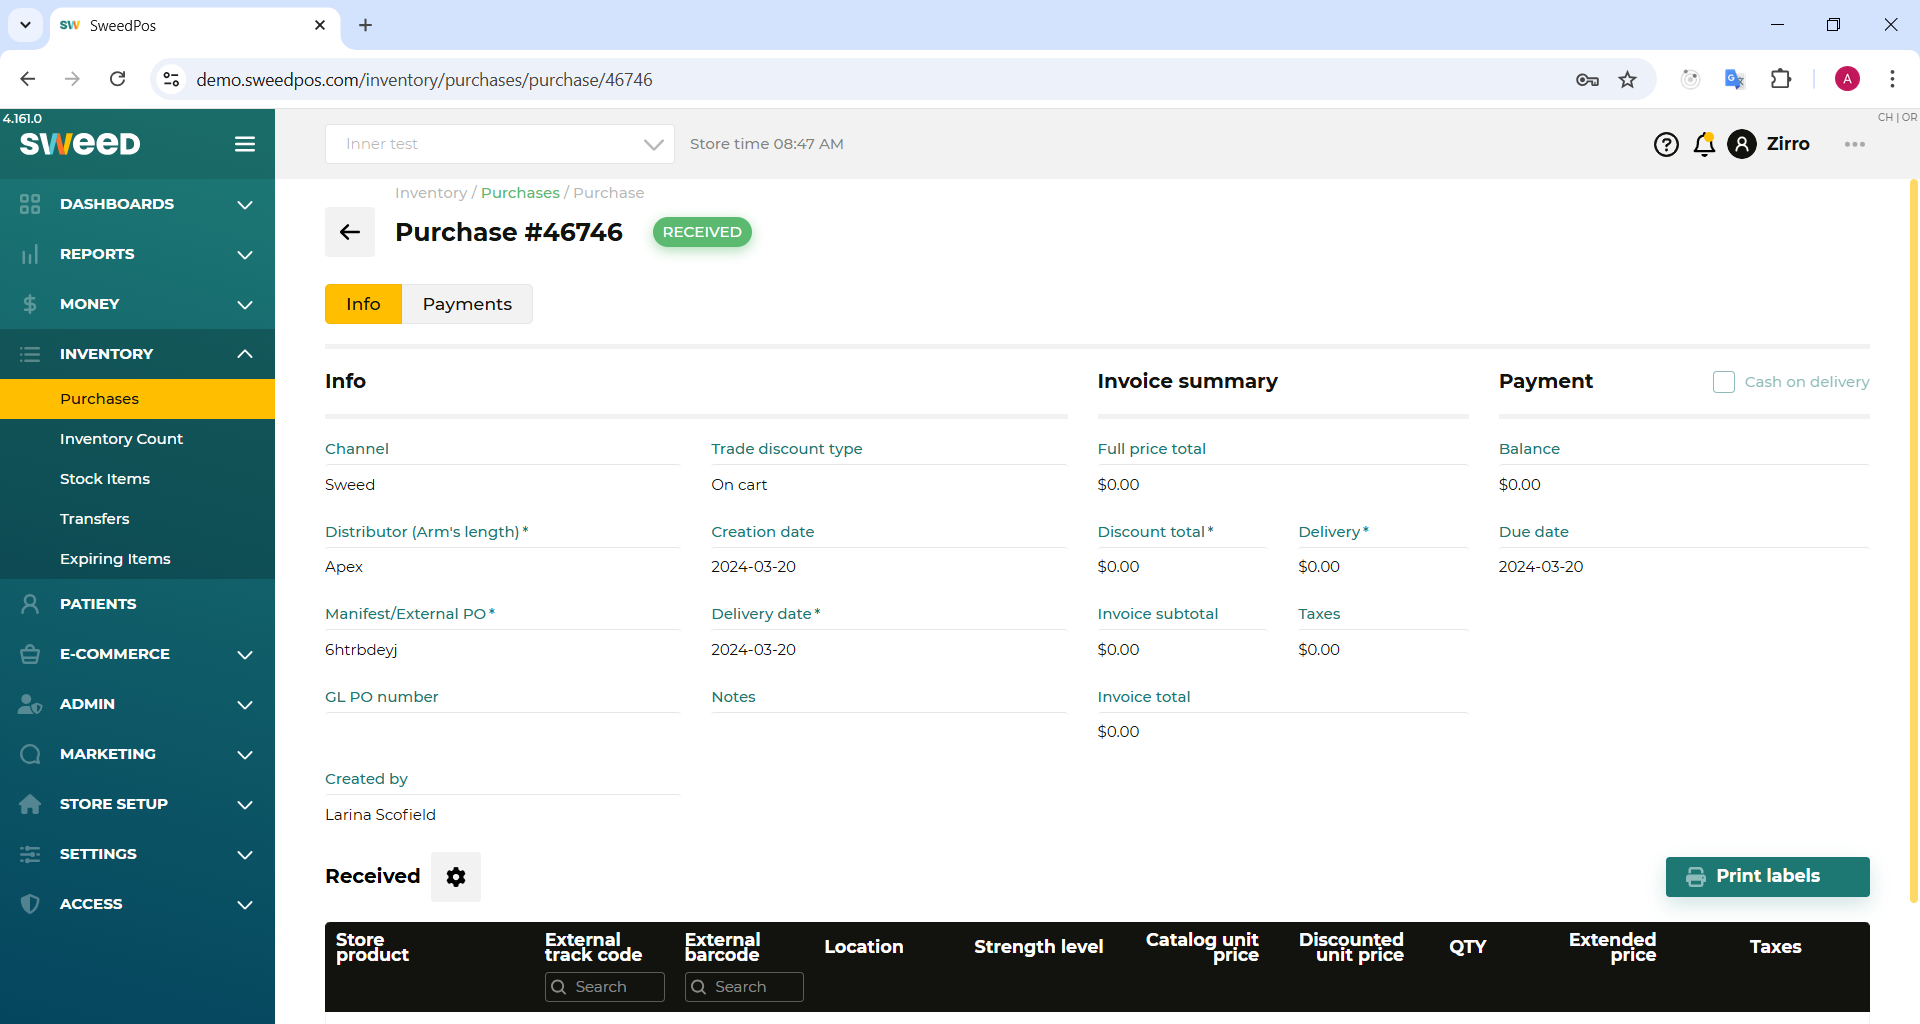 SweedPos
demo.sweedpos.com/inventory/purchases/purchase/46746
A
4.161.0
sweed
CH | OR
Inner test
Store time 08:47 AM
Zirro
DASHBOARDS
REPORTS
MONEY
INVENTORY
Purchases
Inventory Count
Stock Items
Transfers
Expiring Items
PATIENTS
E-COMMERCE
ADMIN
MARKETING
STORE SETUP
SETTINGS
ACCESS
Inventory / Purchases / Purchase
Purchase #46746 RECEIVED
Info Payments
Info
Channel
Sweed
Trade discount type
On cart
Distributor (Arm's length) *
Apex
Creation date
2024-03-20
Manifest/External PO *
6htrbdeyj
Delivery date *
2024-03-20
GL PO number
Notes
Created by
Larina Scofield
Invoice summary
Full price total
$0.00
Discount total *
$0.00
Delivery *
$0.00
Invoice subtotal
$0.00
Taxes
$0.00
Invoice total
$0.00
Payment
Cash on delivery
Balance
$0.00
Due date
2024-03-20
Received
Print labels
Store
product
External
track code
Search
External
barcode
Search
Location
Strength level
Catalog unit
price
Discounted
unit price
QTY
Extended
price
Taxes